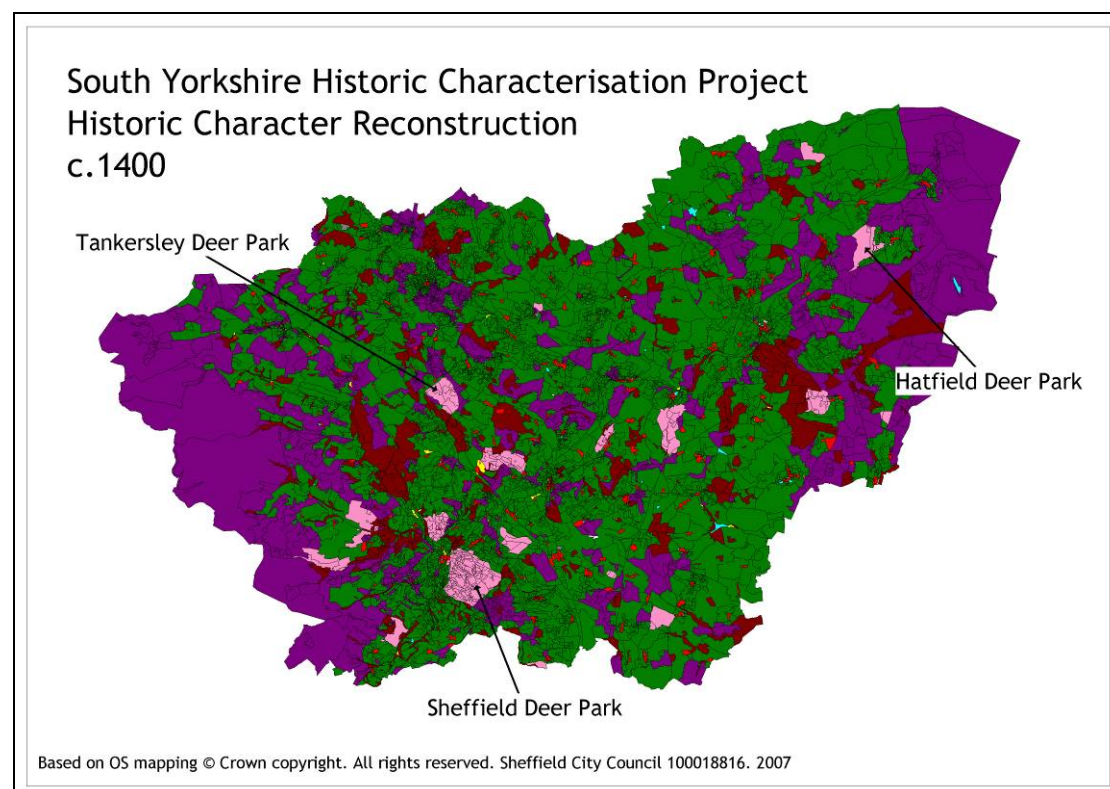 South Yorkshire Historic Characterisation Project
Historic Character Reconstruction
c.1400
Tankersley Deer Park
Hatfield Deer Park
Sheffield Deer Park
Based on OS mapping © Crown copyright. All rights reserved. Sheffield City Council 100018816. 2007